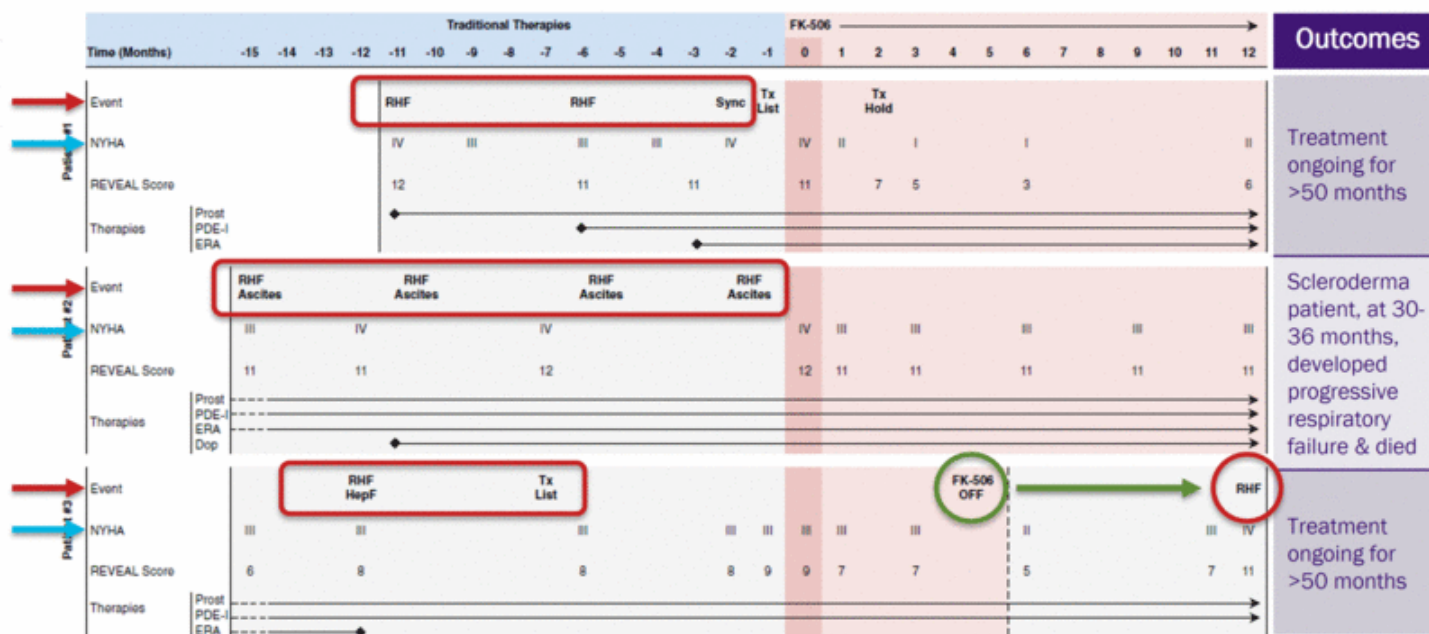 Traditional Therapies FK-506 Outcomes
Time (Months) -15 -14 -13 -12 -11 -10 -9 -8 -7 -6 -5 -4 -3 -2 -1 0 1 2 3 4 5 6 7 8 9 10 11 12
Patient #1
Event RHF RHF Sync Tx List Tx Hold
NYHA IV III III III IV IV II I I II
REVEAL Score 12 11 11 11 7 5 3 6
Therapies
Prost
PDE-I
ERA
Treatment
ongoing for
>50 months
Patient #2
Event RHF Ascites RHF Ascites RHF Ascites RHF Ascites
NYHA III IV IV IV III III III III III
REVEAL Score 11 11 12 12 11 11 11 11 11
Therapies
Prost
PDE-I
ERA
Dop
Scleroderma
patient, at 30-
36 months,
developed
progressive
respiratory
failure & died
Patient #3
Event RHF HepF Tx List FK-506 OFF RHF
NYHA III III III III III III III III II III IV
REVEAL Score 6 8 8 8 9 9 7 7 5 7 11
Therapies
Prost
PDE-I
ERA
Treatment
ongoing for
>50 months